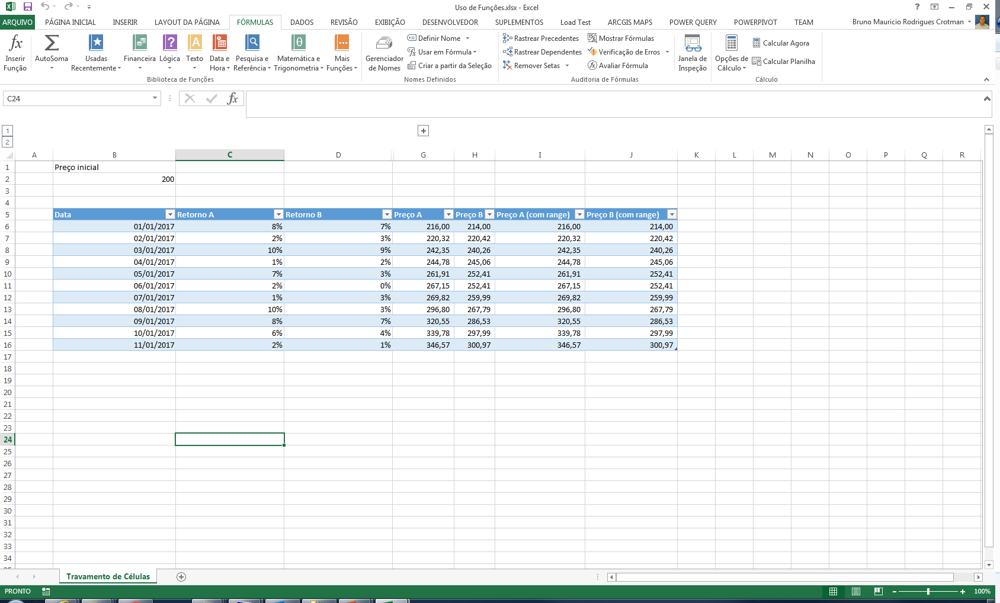 Uso de Funções.xlsx - Excel
?
ARQUIVO PÁGINA INICIAL INSERIR LAYOUT DA PÁGINA FÓRMULAS DADOS REVISÃO EXIBIÇÃO DESENVOLVEDOR SUPLEMENTOS Load Test ARCGIS MAPS POWER QUERY POWERPIVOT TEAM Bruno Mauricio Rodrigues Crotman
Inserir Função
AutoSoma
Usadas Recentemente
Financeira
Lógica
Texto
Data e Hora
Pesquisa e Referência
Matemática e Trigonometria
Mais Funções
Biblioteca de Funções
Gerenciador de Nomes
Definir Nome
Usar em Fórmula
Criar a partir da Seleção
Nomes Definidos
Rastrear Precedentes
Rastrear Dependentes
Remover Setas
Mostrar Fórmulas
Verificação de Erros
Avaliar Fórmula
Auditoria de Fórmulas
Janela de Inspeção
Opções de Cálculo
Calcular Agora
Calcular Planilha
Cálculo
C24 fx
1
2
A B C D G H I J K L M N O P Q R
1 Preço inicial
2 200
3
4
5 Data Retorno A Retorno B Preço A Preço B Preço A (com range) Preço B (com range)
6 01/01/2017 8% 7% 216,00 214,00 216,00 214,00
7 02/01/2017 2% 3% 220,32 220,42 220,32 220,42
8 03/01/2017 10% 9% 242,35 240,26 242,35 240,26
9 04/01/2017 1% 2% 244,78 245,06 244,78 245,06
10 05/01/2017 7% 3% 261,91 252,41 261,91 252,41
11 06/01/2017 2% 0% 267,15 252,41 267,15 252,41
12 07/01/2017 1% 3% 269,82 259,99 269,82 259,99
13 08/01/2017 10% 3% 296,80 267,79 296,80 267,79
14 09/01/2017 8% 7% 320,55 286,53 320,55 286,53
15 10/01/2017 6% 4% 339,78 297,99 339,78 297,99
16 11/01/2017 2% 1% 346,57 300,97 346,57 300,97
17
18
19
20
21
22
23
24
25
26
27
28
29
30
31
32
33
34
Travamento de Células
PRONTO 100%